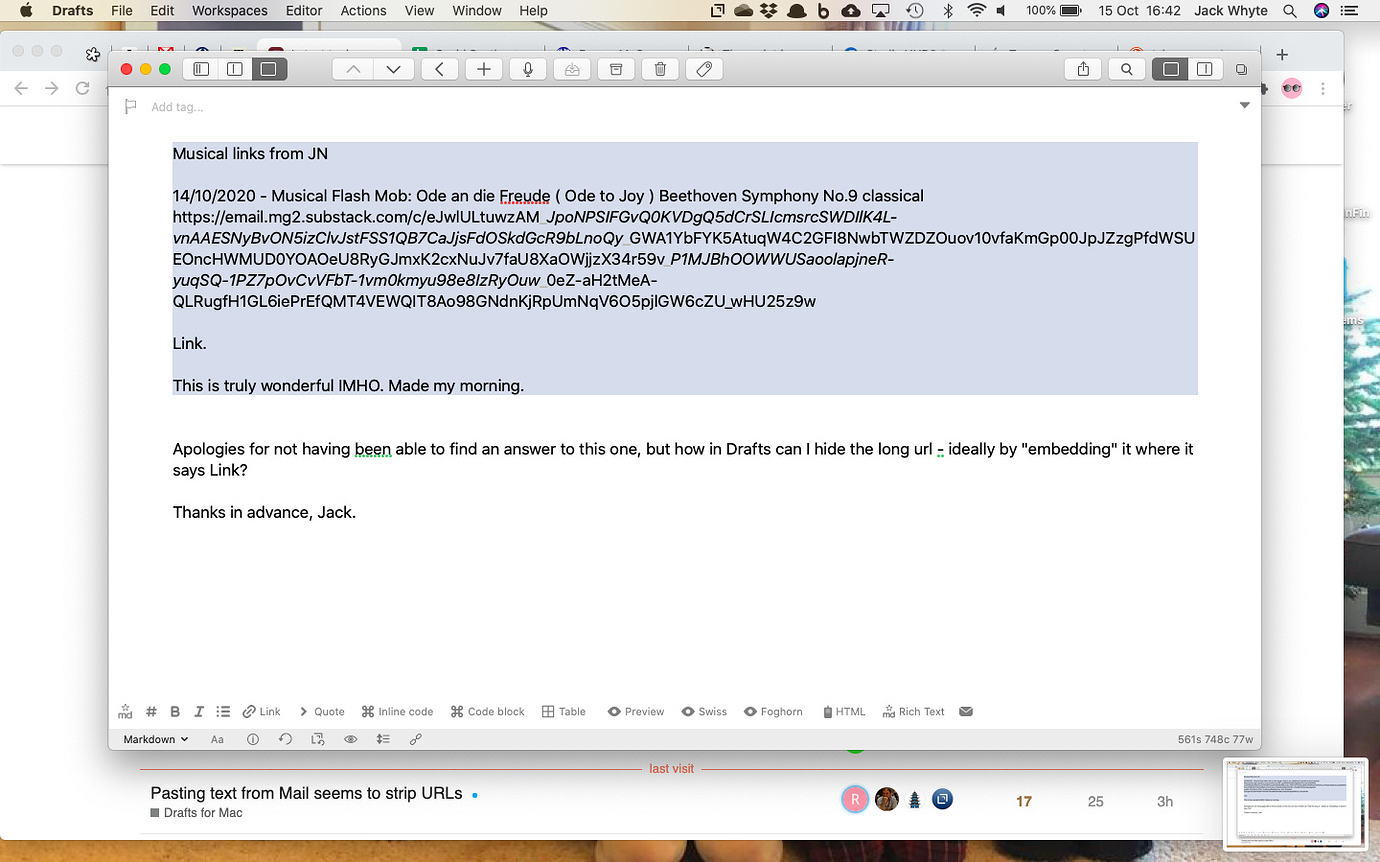 Drafts File Edit Workspaces Editor Actions View Window Help 100% 15 Oct 16:42 Jack Whyte
Add tag...
Musical links from JN
14/10/2020 - Musical Flash Mob: Ode an die Freude ( Ode to Joy ) Beethoven Symphony No.9 classical
https://email.mg2.substack.com/c/eJwlULtuwzAM_JpoNPSIFGvQ0KVDgQ5dCrSLIcmsrcSWDIlK4L-
vnAAESNyBvON5izClvJstFSS1QB7CaJjsFdOSkdGcR9bLnoQy_GWA1YbFYK5AtuqW4C2GFI8NwbTWZDZOuov10vfaKmGp00JpJZzgPfdWSU
EOncHWMUD0YOAOeU8RyGJmxK2cxNuJv7faU8XaOWjjzX34r59v_P1MJBhOOWWUSaoolapjneR-
yuqSQ-1PZ7pOvCvVFbT-1vm0kmyu98e8IzRyOuw_0eZ-aH2tMeA-
QLRugfH1GL6iePrEfQMT4VEWQIT8Ao98GNdnKjRpUmNqV6O5pjlGW6cZU_wHU25z9w
Link.
This is truly wonderful IMHO. Made my morning.
Apologies for not having been able to find an answer to this one, but how in Drafts can I hide the long url - ideally by "embedding" it where it
says Link?
Thanks in advance, Jack.
md # B I Link Quote Inline code Code block Table Preview Swiss Foghorn HTML md Rich Text
Markdown Aa 561s 748c 77w
last visit
Pasting text from Mail seems to strip URLs R 17 25 3h
Drafts for Mac